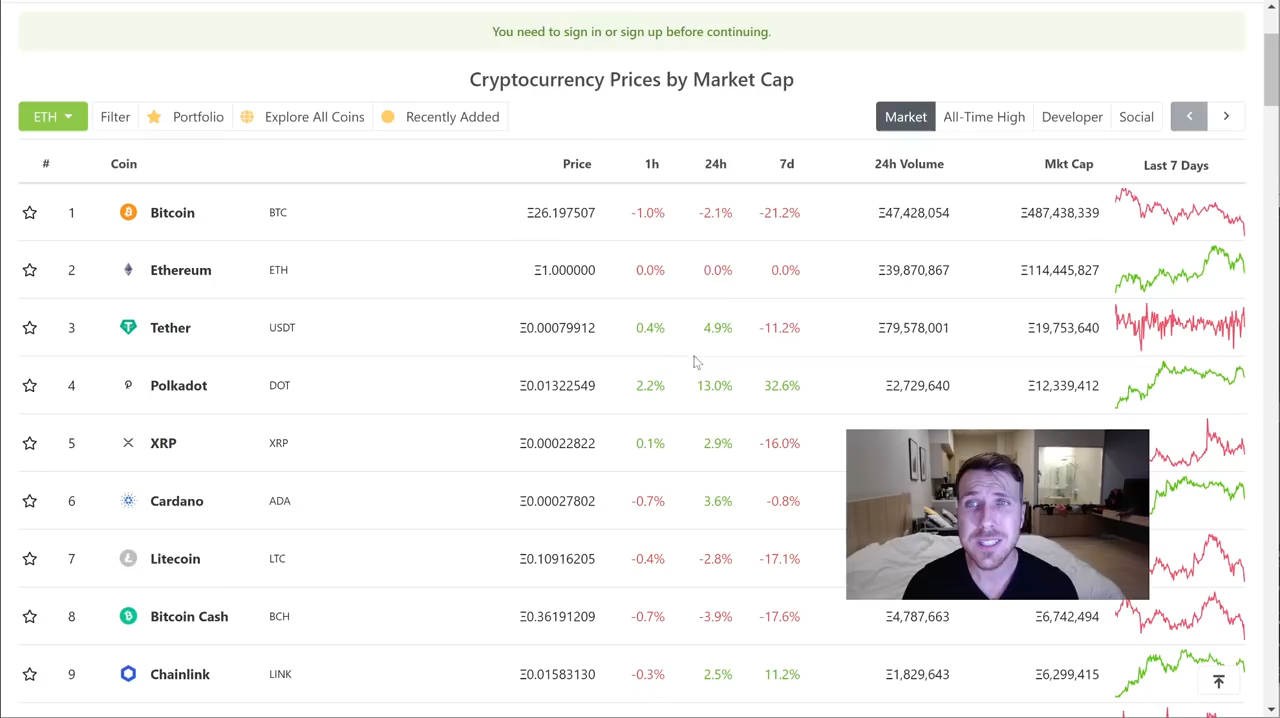 You need to sign in or sign up before continuing.
Cryptocurrency Prices by Market Cap
ETH Filter Portfolio Explore All Coins Recently Added Market All-Time High Developer Social
# Coin Price 1h 24h 7d 24h Volume Mkt Cap Last 7 Days
1 Bitcoin BTC Ξ26.197507 -1.0% -2.1% -21.2% Ξ47,428,054 Ξ487,438,339
2 Ethereum ETH Ξ1.000000 0.0% 0.0% 0.0% Ξ39,870,867 Ξ114,445,827
3 Tether USDT Ξ0.00079912 0.4% 4.9% -11.2% Ξ79,578,001 Ξ19,753,640
4 Polkadot DOT Ξ0.01322549 2.2% 13.0% 32.6% Ξ2,729,640 Ξ12,339,412
5 XRP XRP Ξ0.00022822 0.1% 2.9% -16.0%
6 Cardano ADA Ξ0.00027802 -0.7% 3.6% -0.8%
7 Litecoin LTC Ξ0.10916205 -0.4% -2.8% -17.1%
8 Bitcoin Cash BCH Ξ0.36191209 -0.7% -3.9% -17.6% Ξ4,787,663 Ξ6,742,494
9 Chainlink LINK Ξ0.01583130 -0.3% 2.5% 11.2% Ξ1,829,643 Ξ6,299,415